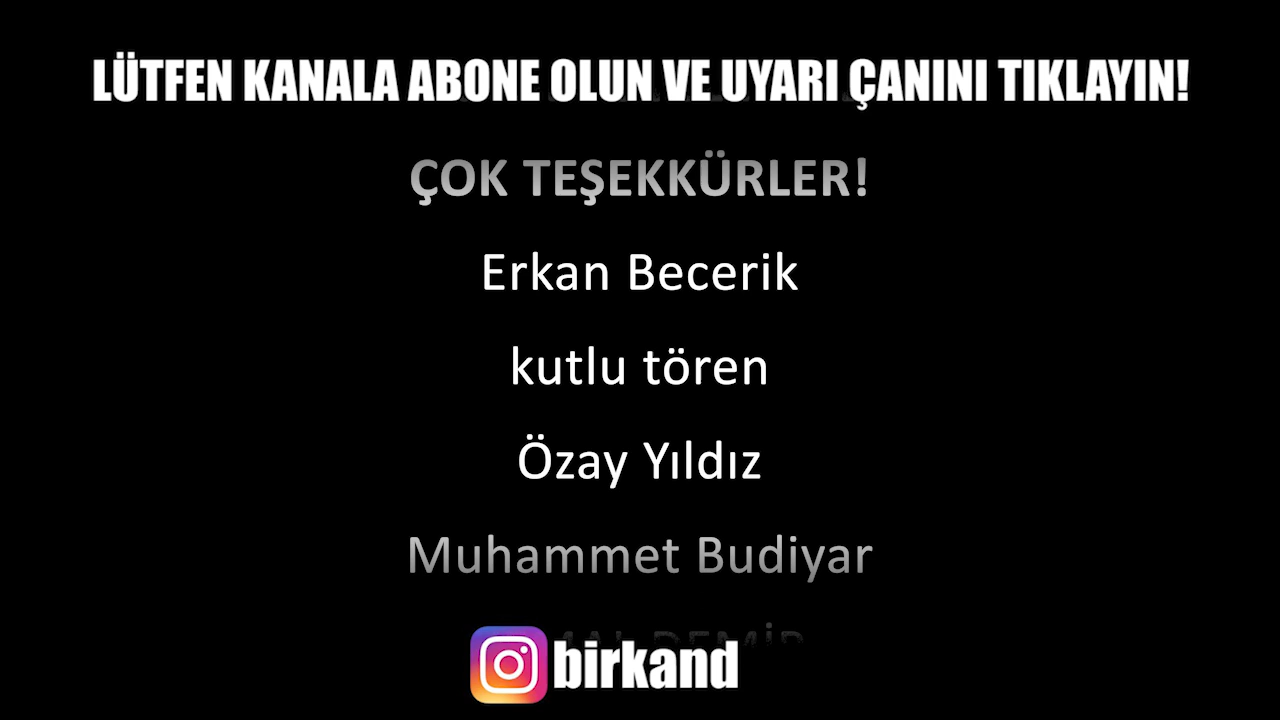 LÜTFEN KANALA ABONE OLUN VE UYARI ÇANINI TIKLAYIN!
ÇOK TEŞEKKÜRLER!
Erkan Becerik
kutlu tören
Özay Yıldız
Muhammet Budiyar
DEMİR
birkand